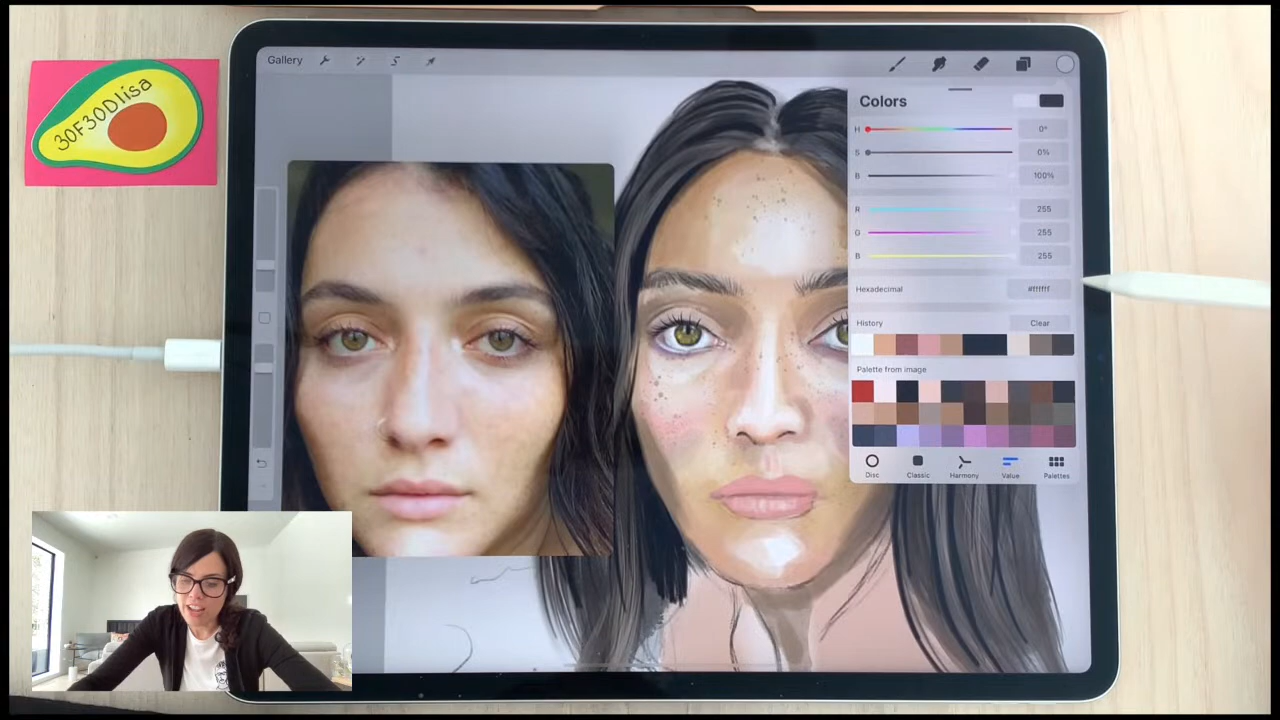 30F30DIisa
Gallery
Colors
H 0°
S 0%
B 100%
R 255
G 255
B 255
Hexadecimal #ffffff
History Clear
Palette from image
Disc Classic Harmony Value Palettes